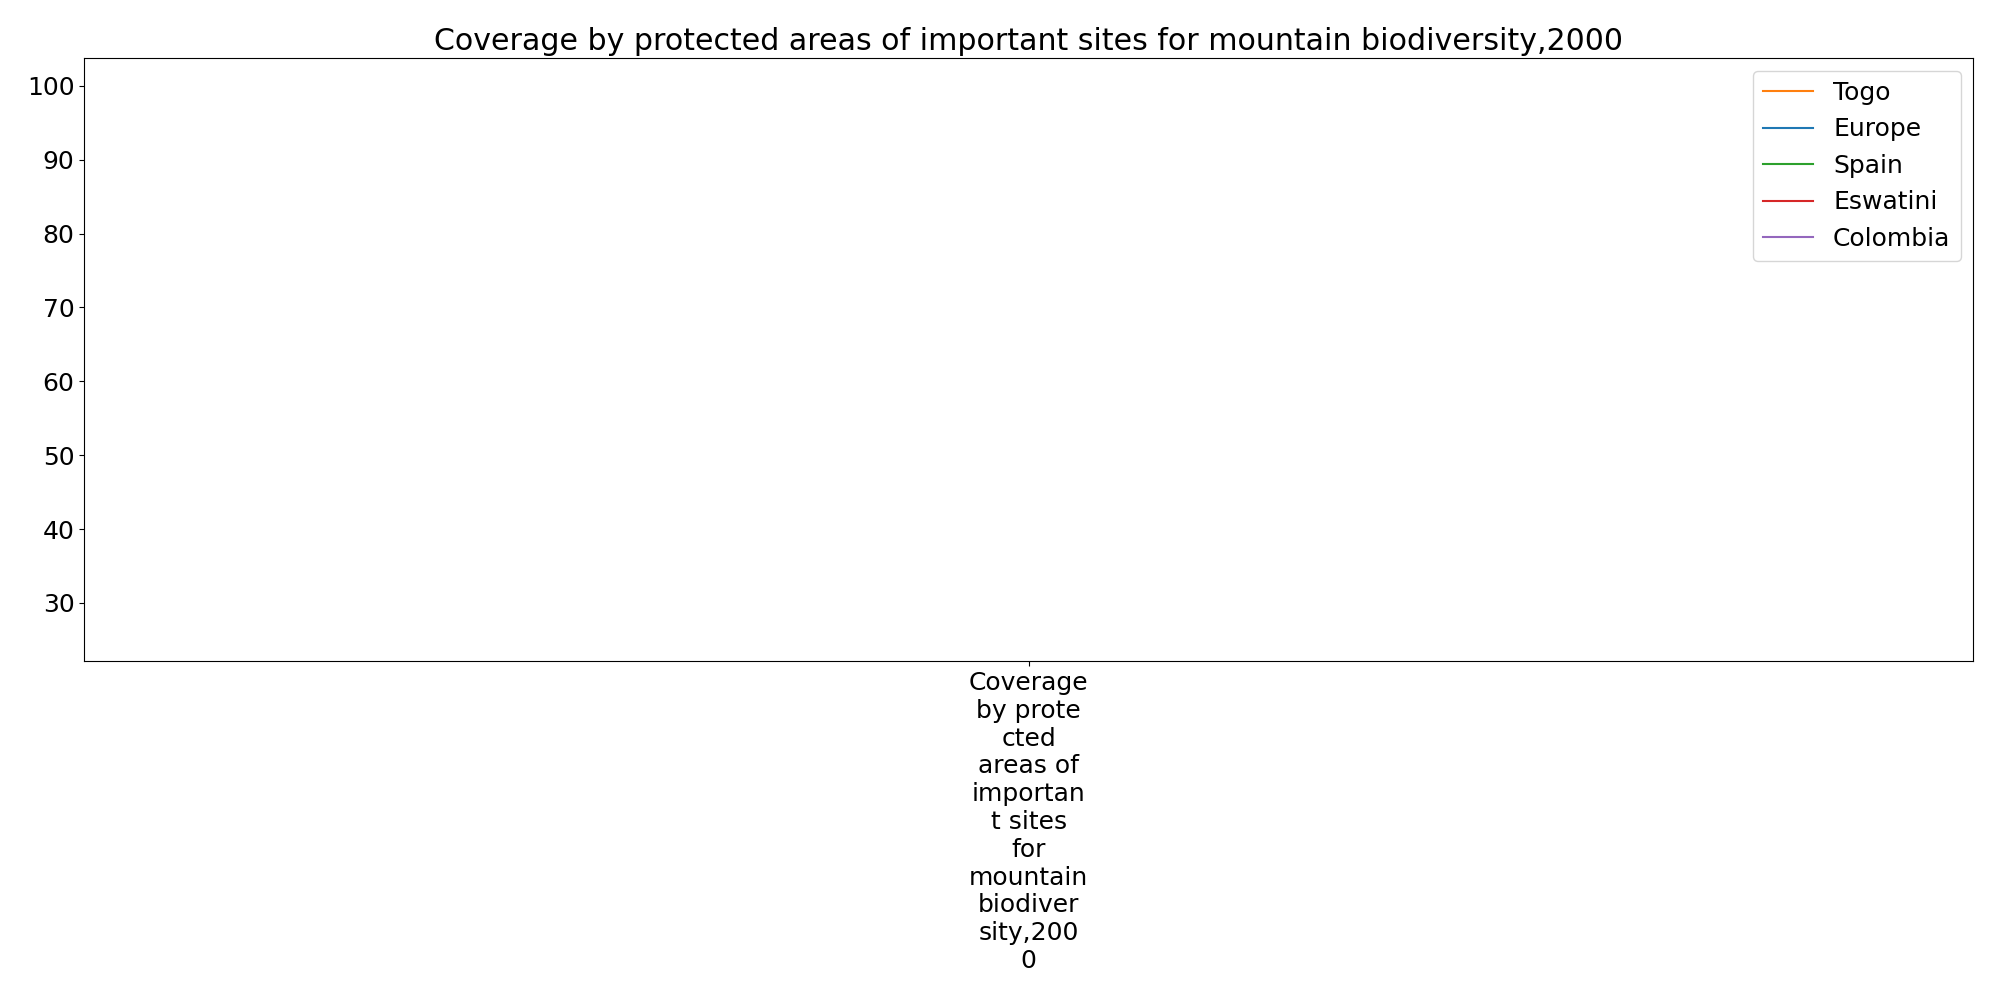 Coverage by protected areas of important sites for mountain biodiversity,2000
100
90
80
70
60
50
40
30
Togo
Europe
Spain
Eswatini
Colombia
Coverage
by prote
cted
areas of
importan
t sites
for
mountain
biodiver
sity,200
0